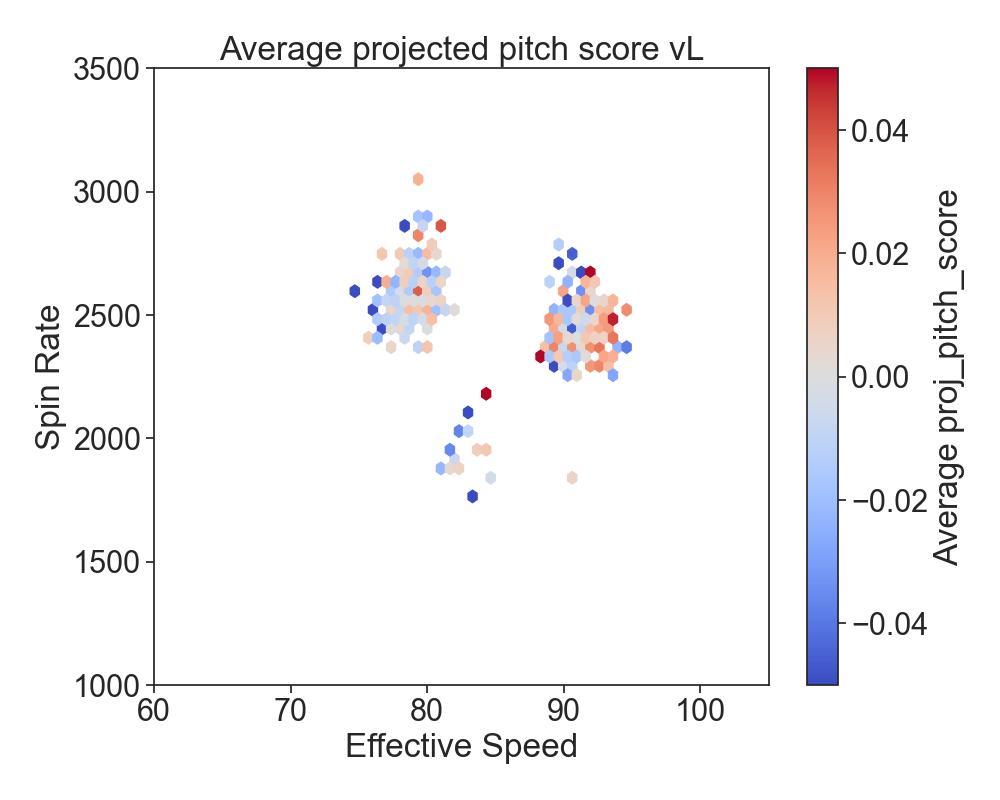 Average projected pitch score vL
3500
3000
2500
2000
1500
1000
Spin Rate
60 70 80 90 100
Effective Speed
0.04
0.02
0.00
−0.02
−0.04
Average proj_pitch_score